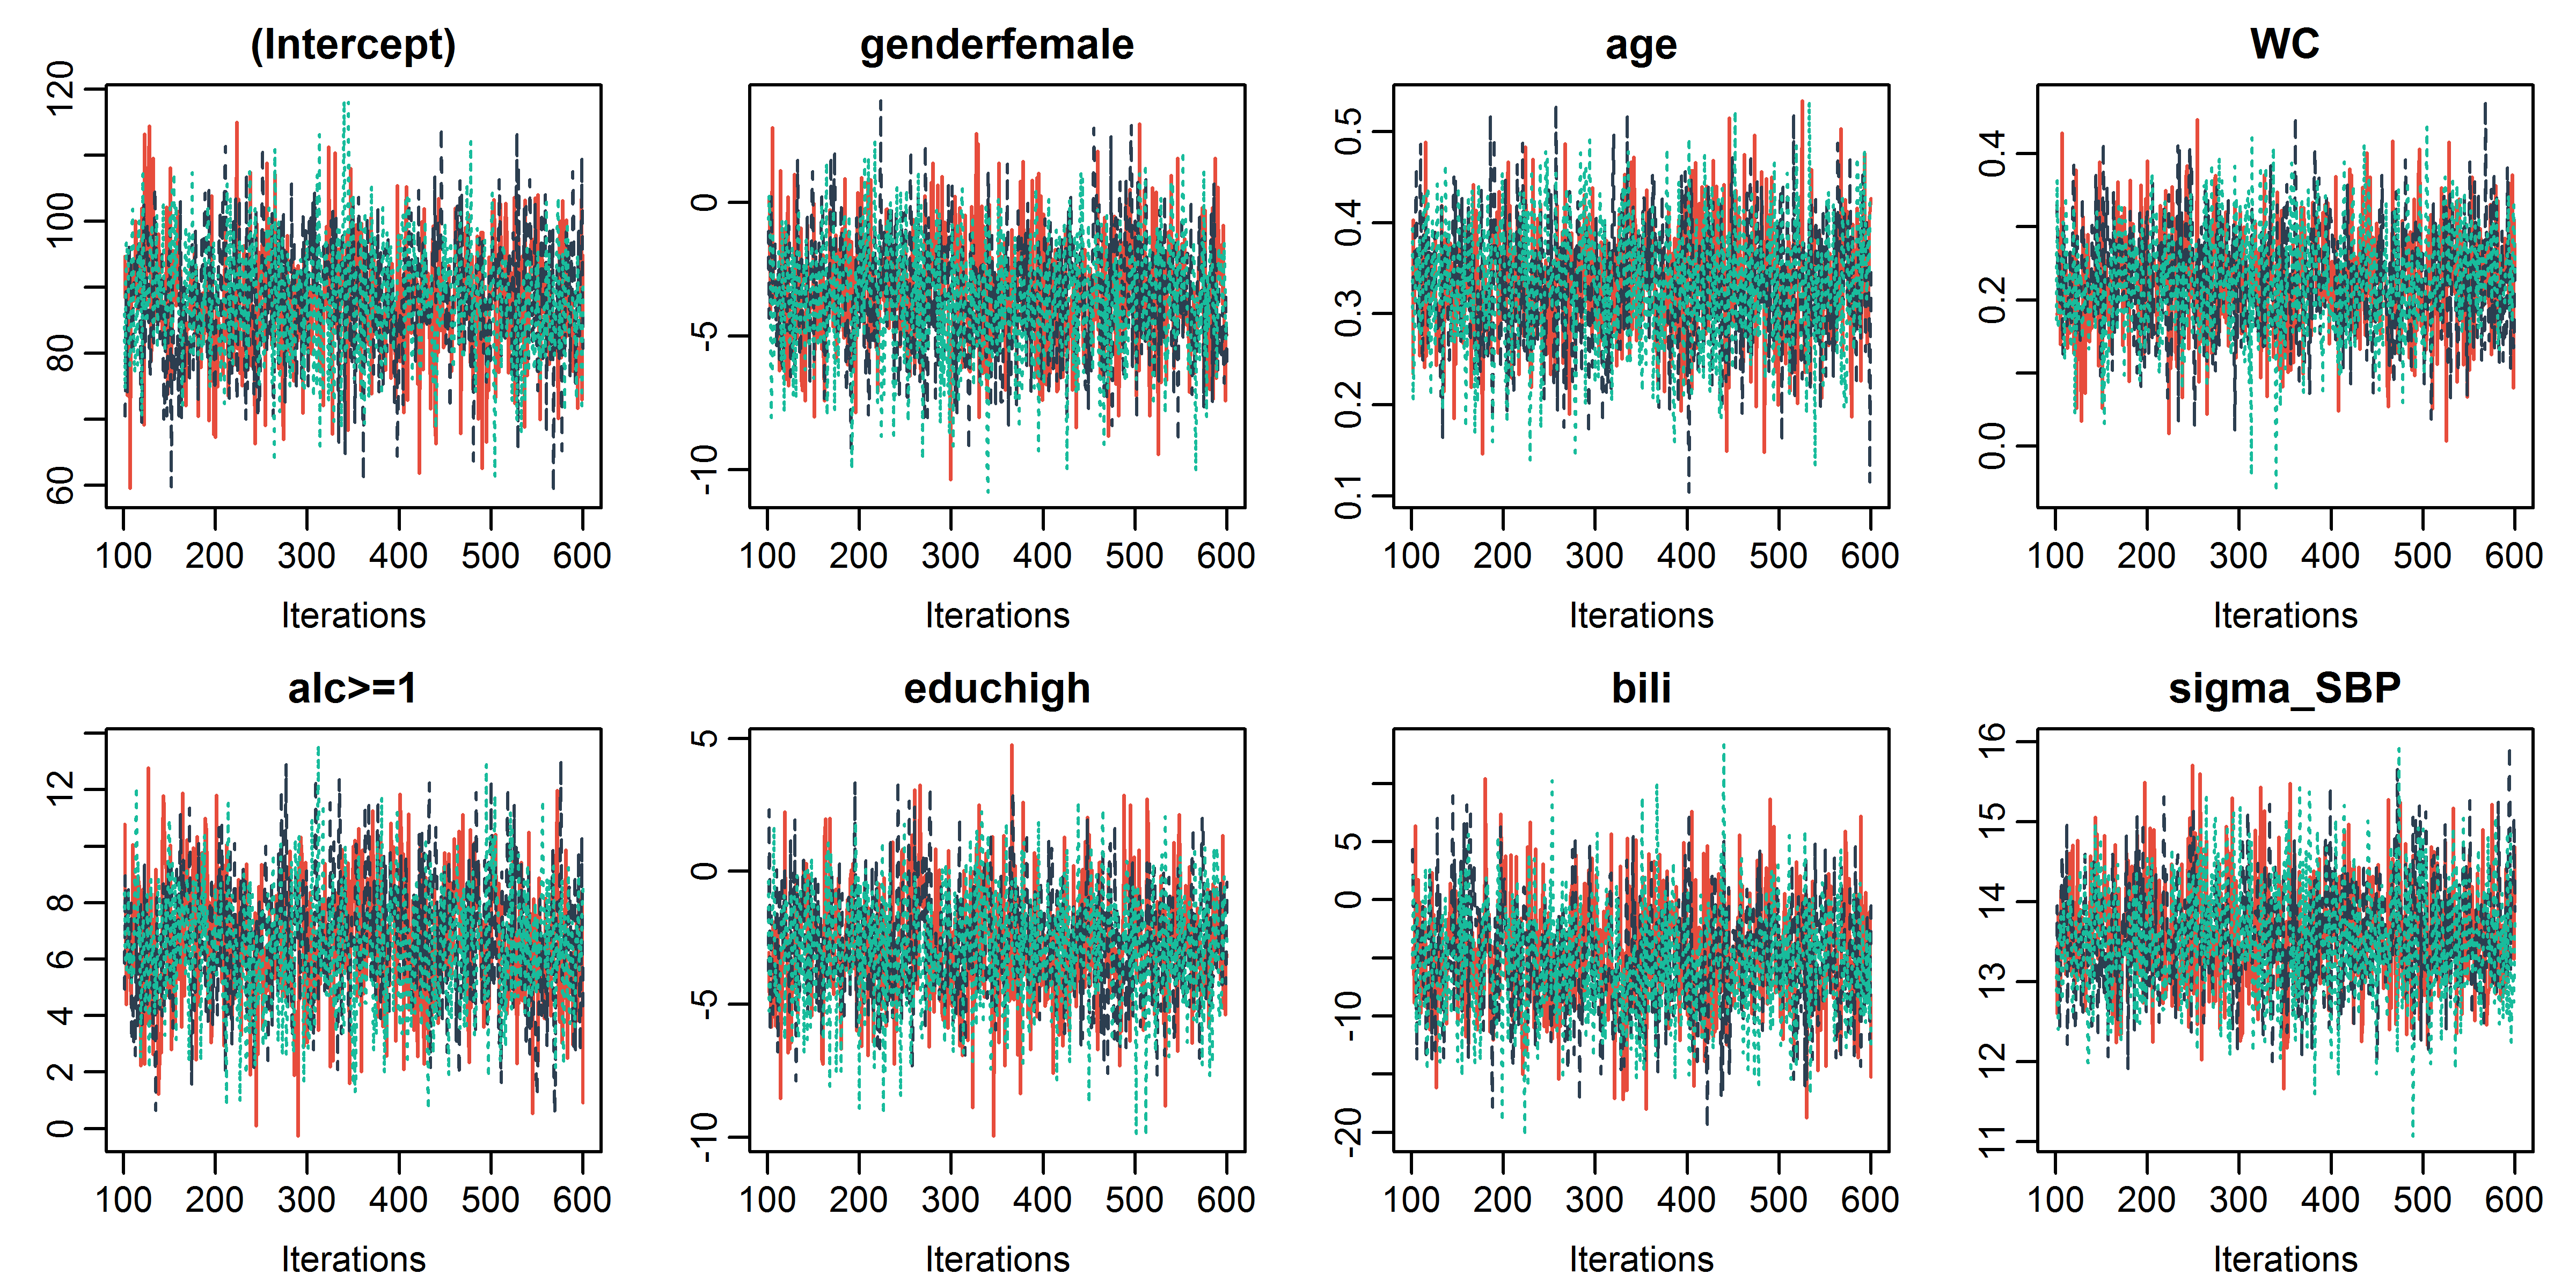 (Intercept) genderfemale age WC
120 100 80 60
0 -5 -10
0.5 0.4 0.3 0.2 0.1
0.4 0.2 0.0
100 200 300 400 500 600
100 200 300 400 500 600
100 200 300 400 500 600
100 200 300 400 500 600
Iterations Iterations Iterations Iterations
alc>=1 educhigh bili sigma_SBP
12 8 6 4 2 0
5 0 -5 -10
5 0 -10 -20
16 15 14 13 12 11
100 200 300 400 500 600
100 200 300 400 500 600
100 200 300 400 500 600
100 200 300 400 500 600
Iterations Iterations Iterations Iterations